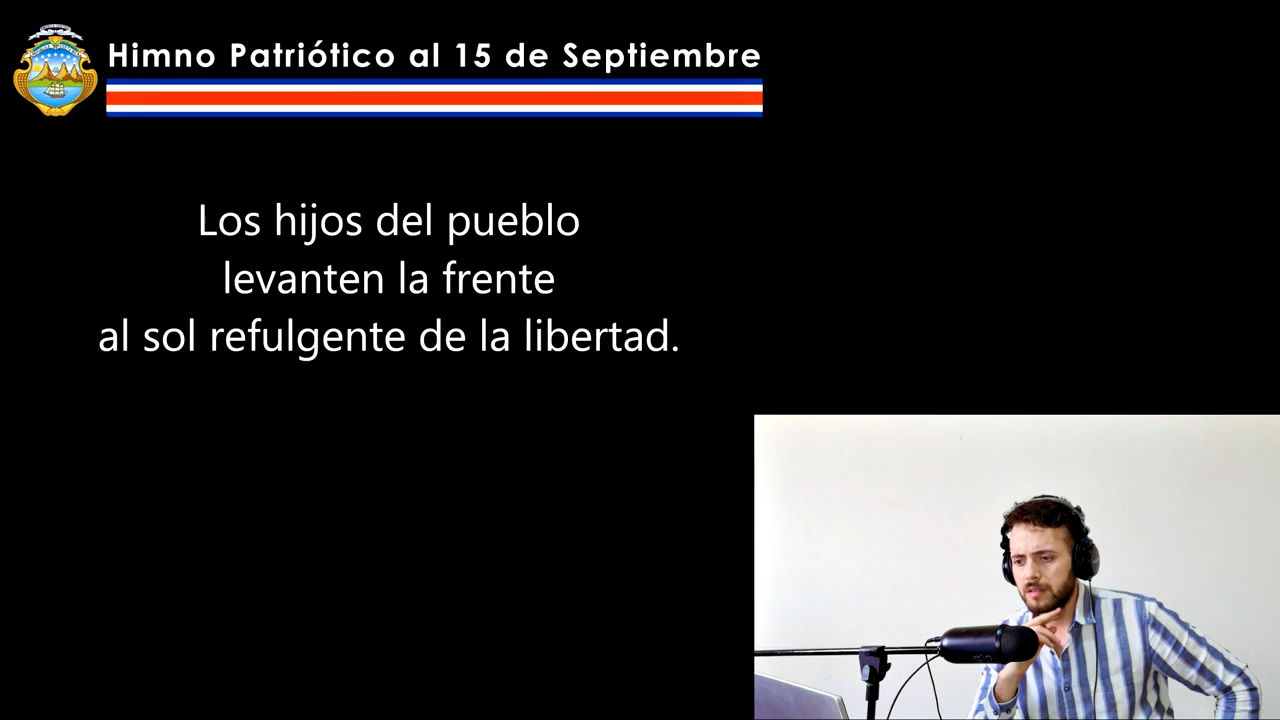 Himno Patriótico al 15 de Septiembre
Los hijos del pueblo
levanten la frente
al sol refulgente de la libertad.